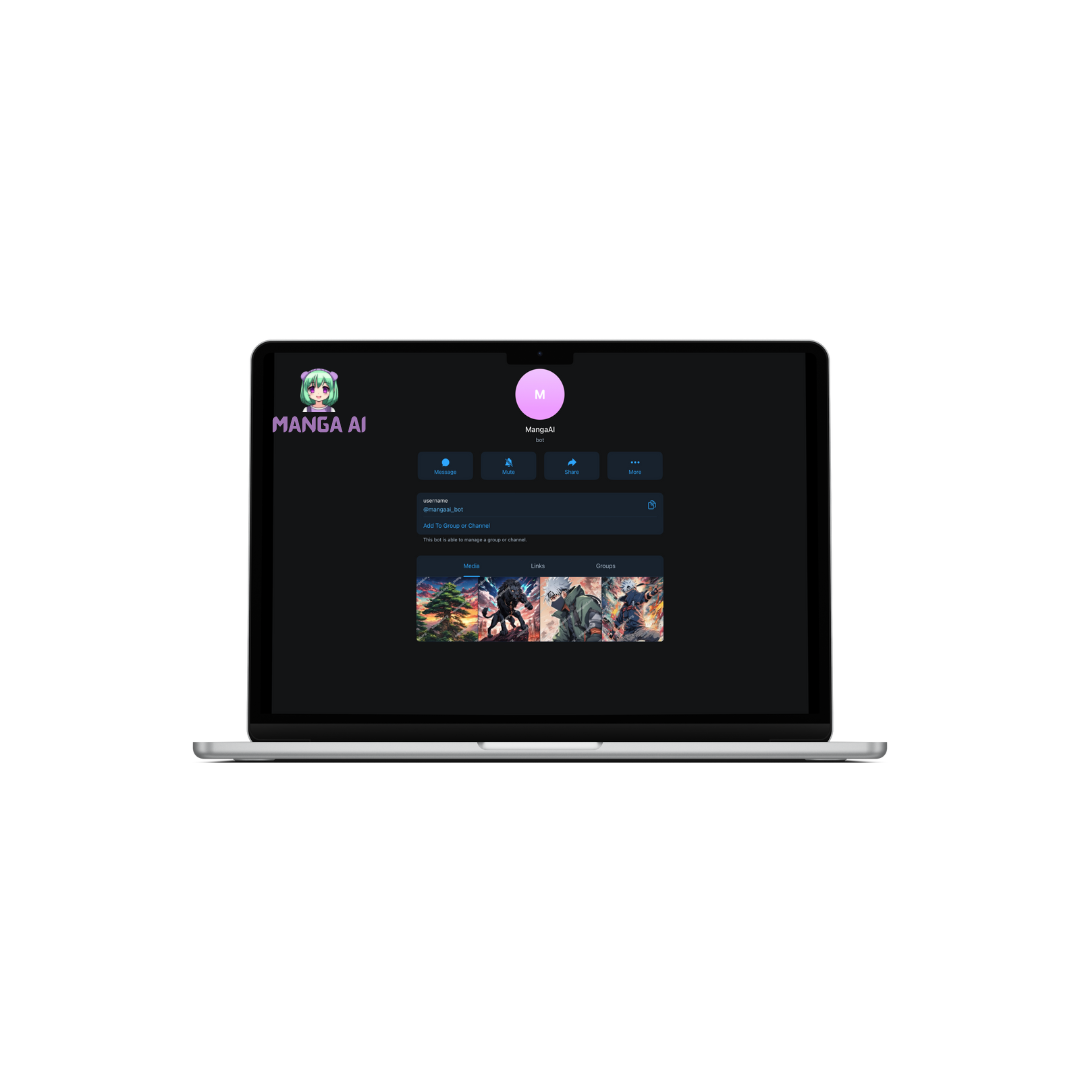 MANGA AI
M
MangaAI
bot
Message
Mute
Share
More
username
@mangaai_bot
Add To Group or Channel
This bot is able to manage a group or channel
Media
Links
Groups